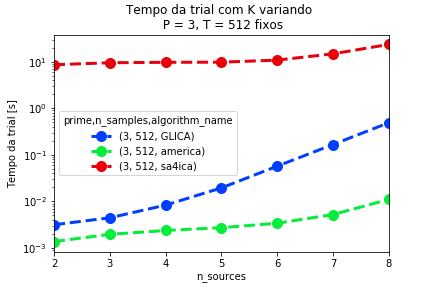 Tempo da trial com K variando
P = 3, T = 512 fixos
Tempo da trial [s]
10¹
10⁰
10⁻¹
10⁻²
10⁻³
prime,n_samples,algorithm_name
(3, 512, GLICA)
(3, 512, america)
(3, 512, sa4ica)
2 3 4 5 6 7 8
n_sources